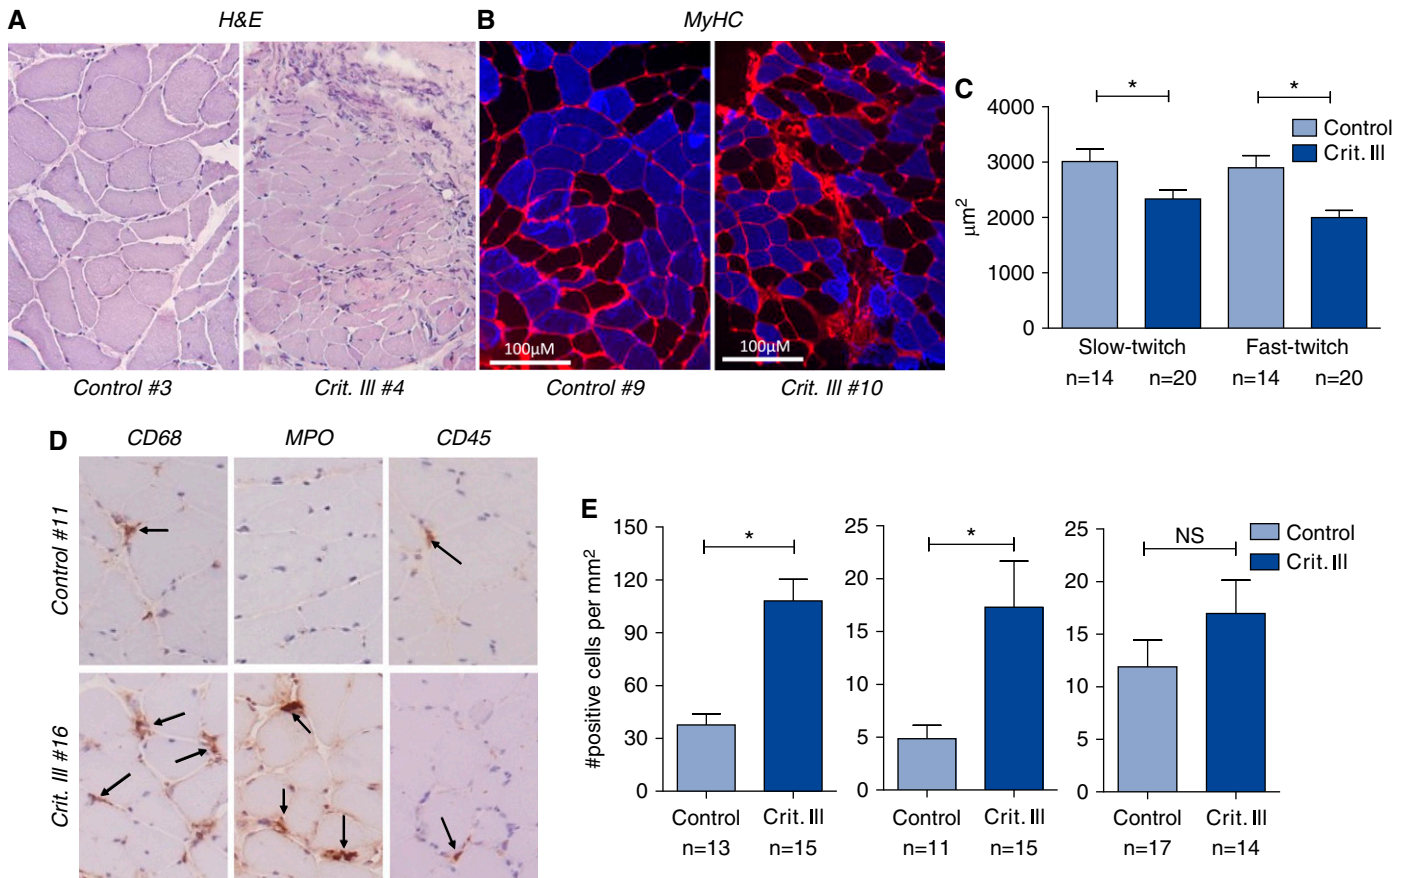 A H&E B MyHC
Control #3 Crit. Ill #4
100µM 100µM
Control #9 Crit. Ill #10
C
4000
3000
2000
1000
0
µm²
* *
Control
Crit. Ill
Slow-twitch Fast-twitch
n=14 n=20 n=14 n=20
D CD68 MPO CD45
Control #11
Crit. Ill #16
E
#positive cells per mm²
150
120
90
60
30
0
*
Control Crit. Ill
n=13 n=15
25
20
15
10
5
0
*
Control Crit. Ill
n=11 n=15
25
20
15
10
5
0
NS
Control
Crit. Ill
Control Crit. Ill
n=17 n=14